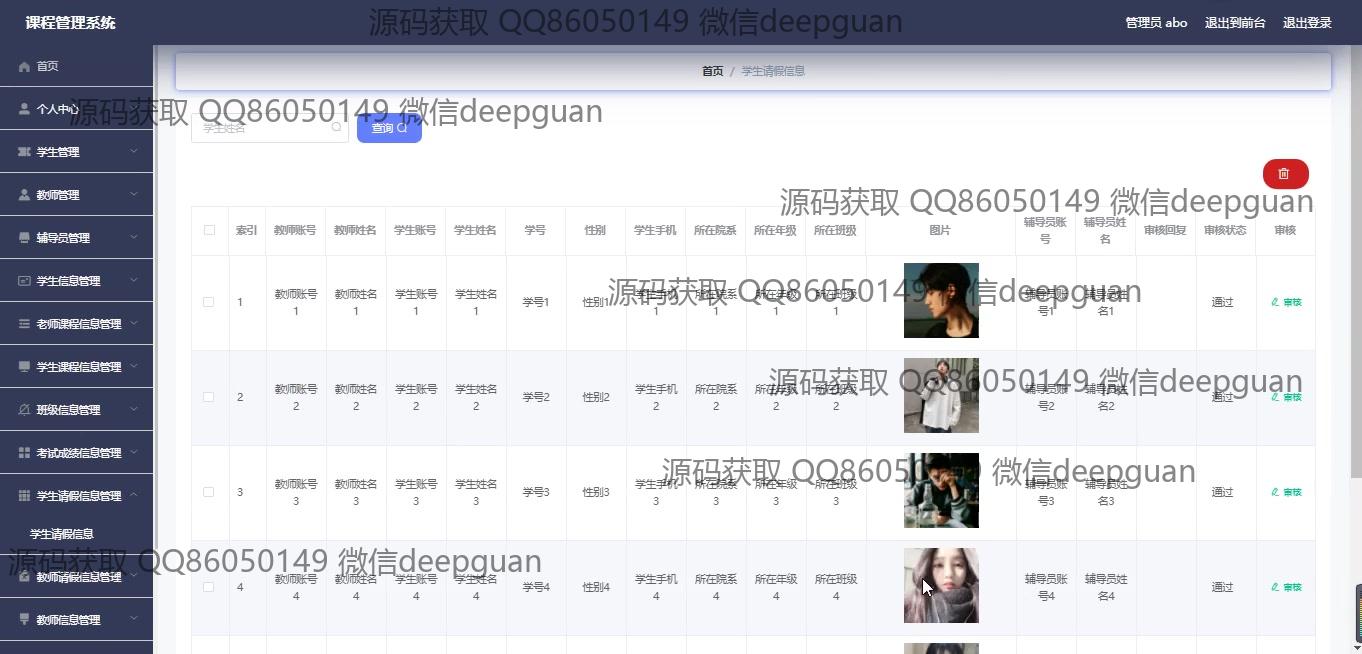 课程管理系统
源码获取 QQ86050149 微信deepguan
管理员 abo 退出到前台 退出登录
首页
首页 / 学生请假信息
个人中心
源码获取 QQ86050149 微信deepguan
学生姓名 查询
学生管理
教师管理
源码获取 QQ86050149 微信deepguan
辅导员管理
索引 教师账号 教师姓名 学生账号 学生姓名 学号 性别 学生手机 所在院系 所在年级 所在班级 图片 辅导员账号 辅导员姓名 审核回复 审核状态 审核
学生信息管理
源码获取 QQ86050149 微信deepguan
1 教师账号1 教师姓名1 学生账号1 学生姓名1 学号1 性别1 学生手机1 所在院系1 所在年级1 所在班级1 辅导员账号1 辅导员姓名1 通过 审核
老师课程信息管理
学生课程信息管理
源码获取 QQ86050149 微信deepguan
2 教师账号2 教师姓名2 学生账号2 学生姓名2 学号2 性别2 学生手机2 所在院系2 所在年级2 所在班级2 辅导员账号2 辅导员姓名2 通过 审核
班级信息管理
考试成绩信息管理
源码获取 QQ86050149 微信deepguan
3 教师账号3 教师姓名3 学生账号3 学生姓名3 学号3 性别3 学生手机3 所在院系3 所在年级3 所在班级3 辅导员账号3 辅导员姓名3 通过 审核
学生请假信息管理
学生请假信息
源码获取 QQ86050149 微信deepguan
教师请假信息管理
4 教师账号4 教师姓名4 学生账号4 学生姓名4 学号4 性别4 学生手机4 所在院系4 所在年级4 所在班级4 辅导员账号4 辅导员姓名4 通过 审核
教师信息管理